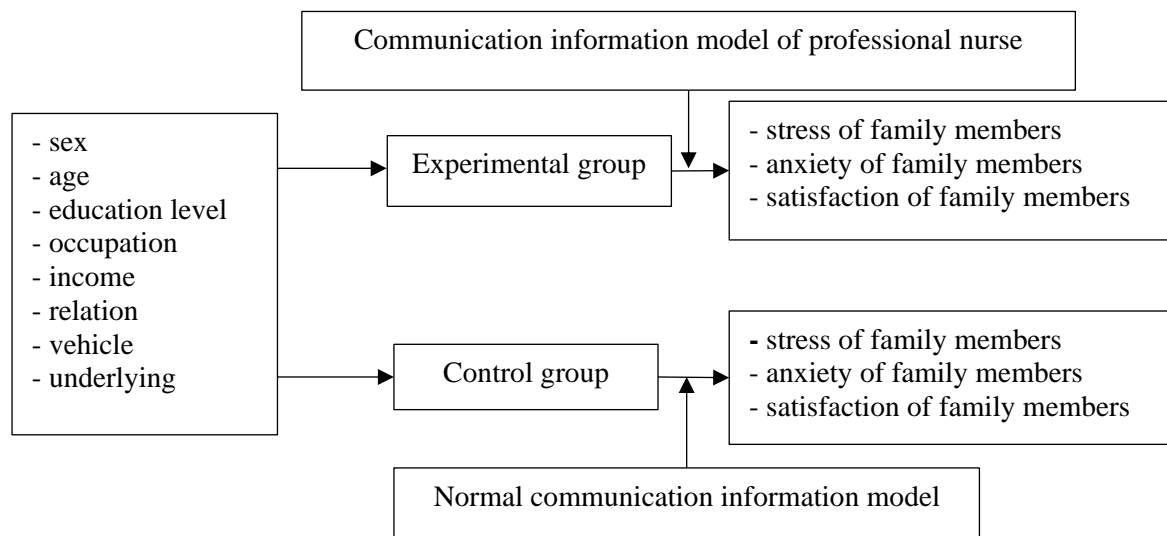 Communication information model of professional nurse
- sex
- age
- education level
- occupation
- income
- relation
- vehicle
- underlying
Experimental group
- stress of family members
- anxiety of family members
- satisfaction of family members
Control group
- stress of family members
- anxiety of family members
- satisfaction of family members
Normal communication information model